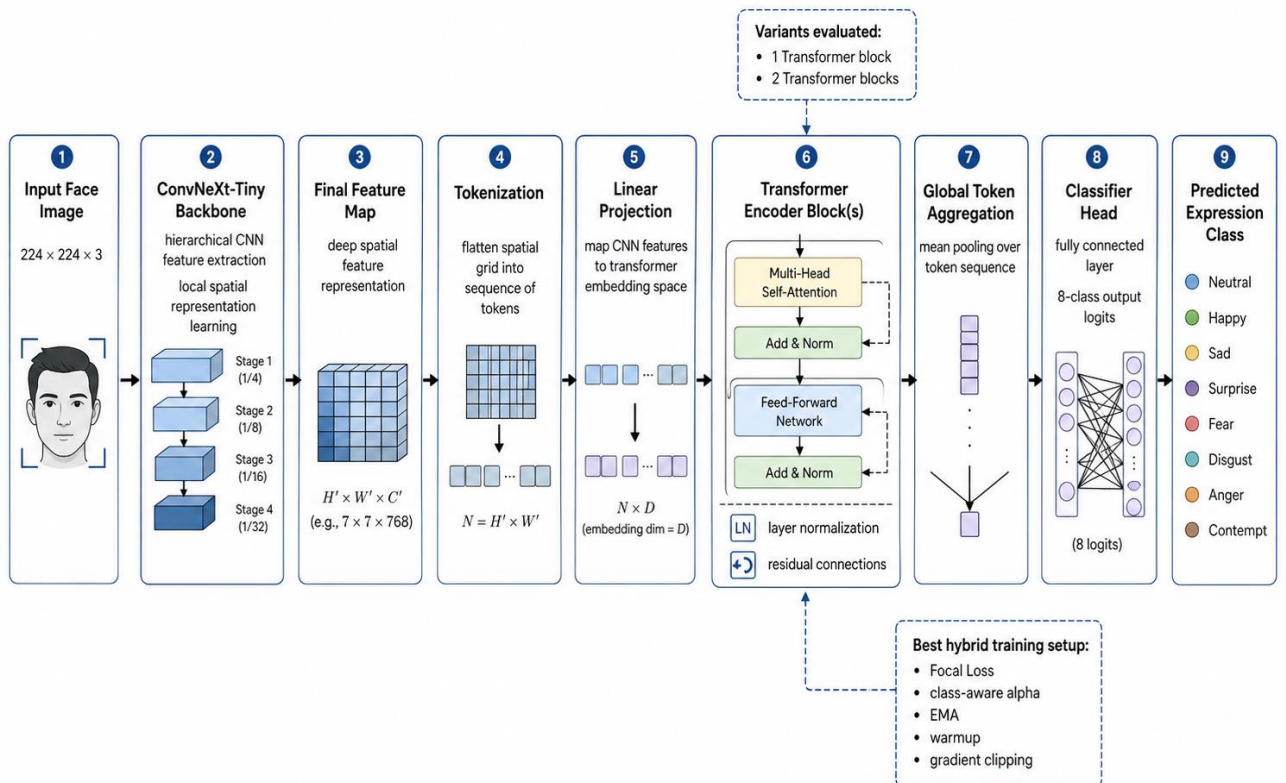 Variants evaluated:
• 1 Transformer block
• 2 Transformer blocks
1
Input Face
Image
224 × 224 × 3
2
ConvNeXt-Tiny
Backbone
hierarchical CNN
feature extraction
local spatial
representation
learning
Stage 1
(1/4)
Stage 2
(1/8)
Stage 3
(1/16)
Stage 4
(1/32)
3
Final Feature
Map
deep spatial
feature
representation
H′ × W′ × C′
(e.g., 7 × 7 × 768)
4
Tokenization
flatten spatial
grid into
sequence of
tokens
...
N = H′ × W′
5
Linear
Projection
map CNN features
to transformer
embedding space
...
...
N × D
(embedding dim = D)
6
Transformer
Encoder Block(s)
Multi-Head
Self-Attention
Add & Norm
Feed-Forward
Network
Add & Norm
LN layer normalization
residual connections
7
Global Token
Aggregation
mean pooling over
token sequence
8
Classifier
Head
fully connected
layer
8-class output
logits
(8 logits)
9
Predicted
Expression
Class
Neutral
Happy
Sad
Surprise
Fear
Disgust
Anger
Contempt
Best hybrid training setup:
• Focal Loss
• class-aware alpha
• EMA
• warmup
• gradient clipping